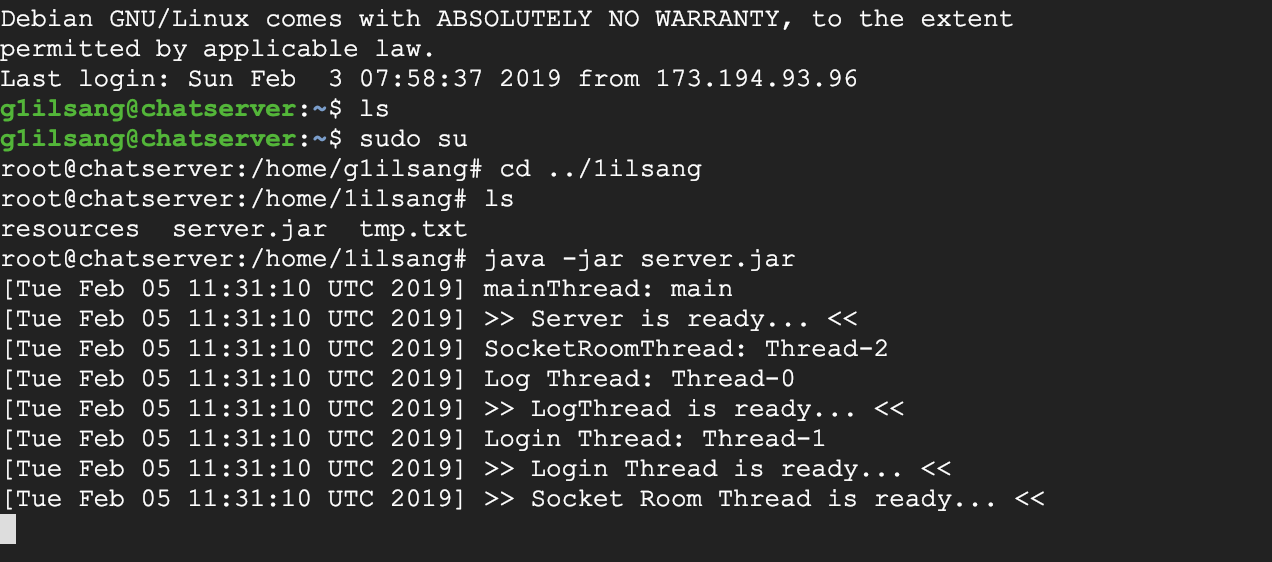 Debian GNU/Linux comes with ABSOLUTELY NO WARRANTY, to the extent
permitted by applicable law.
Last login: Sun Feb  3 07:58:37 2019 from 173.194.93.96
g1ilsang@chatserver:~$ ls
g1ilsang@chatserver:~$ sudo su
root@chatserver:/home/g1ilsang# cd ../1ilsang
root@chatserver:/home/1ilsang# ls
resources  server.jar  tmp.txt
root@chatserver:/home/1ilsang# java -jar server.jar
[Tue Feb 05 11:31:10 UTC 2019] mainThread: main
[Tue Feb 05 11:31:10 UTC 2019] >> Server is ready... <<
[Tue Feb 05 11:31:10 UTC 2019] SocketRoomThread: Thread-2
[Tue Feb 05 11:31:10 UTC 2019] Log Thread: Thread-0
[Tue Feb 05 11:31:10 UTC 2019] >> LogThread is ready... <<
[Tue Feb 05 11:31:10 UTC 2019] Login Thread: Thread-1
[Tue Feb 05 11:31:10 UTC 2019] >> Login Thread is ready... <<
[Tue Feb 05 11:31:10 UTC 2019] >> Socket Room Thread is ready... <<